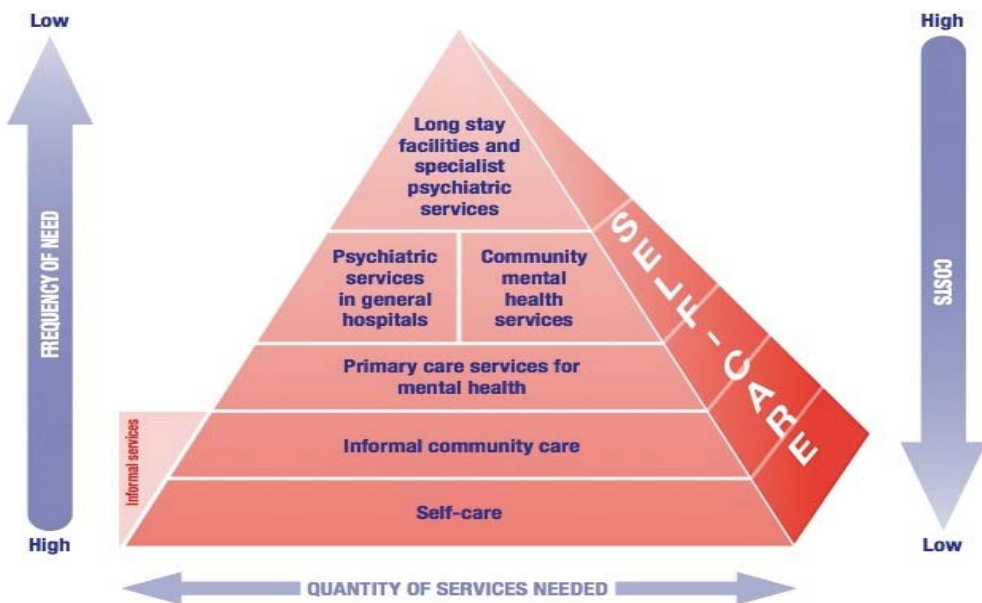 Low
High
Long stay
facilities and
specialist
psychiatric
services
FREQUENCY OF NEED
COSTS
SELF-CARE
Psychiatric
services
in general
hospitals
Community
mental
health
services
Primary care services for
mental health
Informal services
Informal community care
Self-care
High
Low
QUANTITY OF SERVICES NEEDED